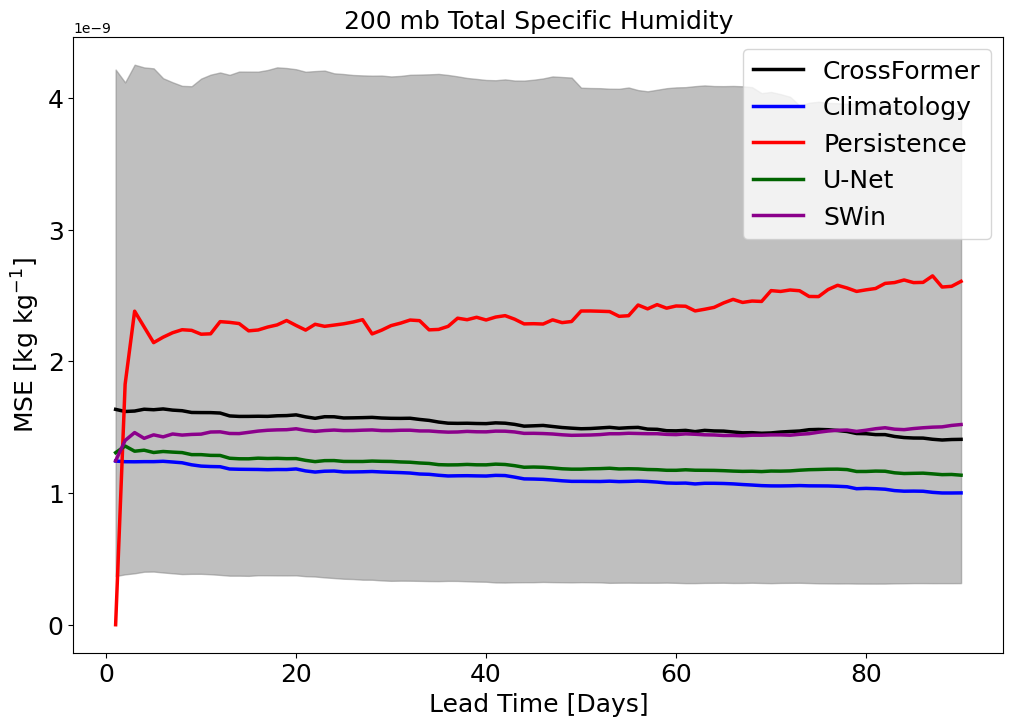 200 mb Total Specific Humidity
1e−9
MSE [kg kg⁻¹]
4
3
2
1
0
CrossFormer
Climatology
Persistence
U-Net
SWin
0 20 40 60 80
Lead Time [Days]